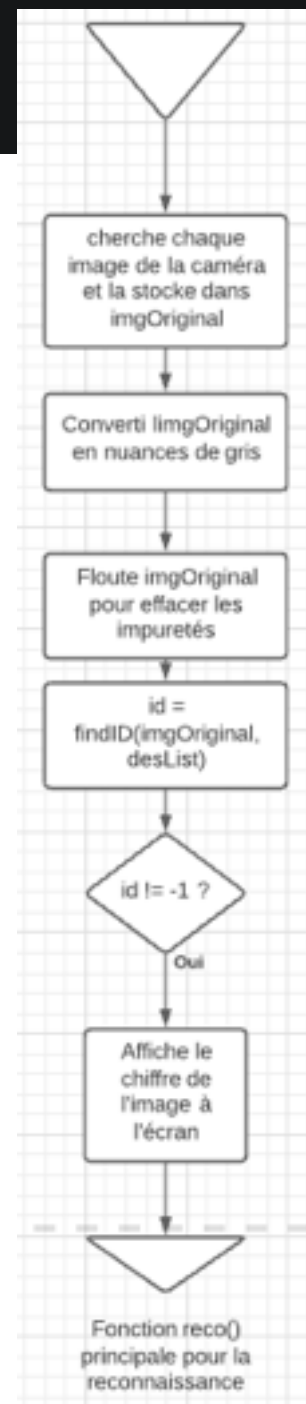 cherche chaque
image de la caméra
et la stocke dans
imgOriginal
Converti limgOriginal
en nuances de gris
Floute imgOriginal
pour effacer les
impuretés
id =
findID(imgOriginal,
desList)
id != -1 ?
Oui
Affiche le
chiffre de
l'image à
l'écran
Fonction reco()
principale pour la
reconnaissance